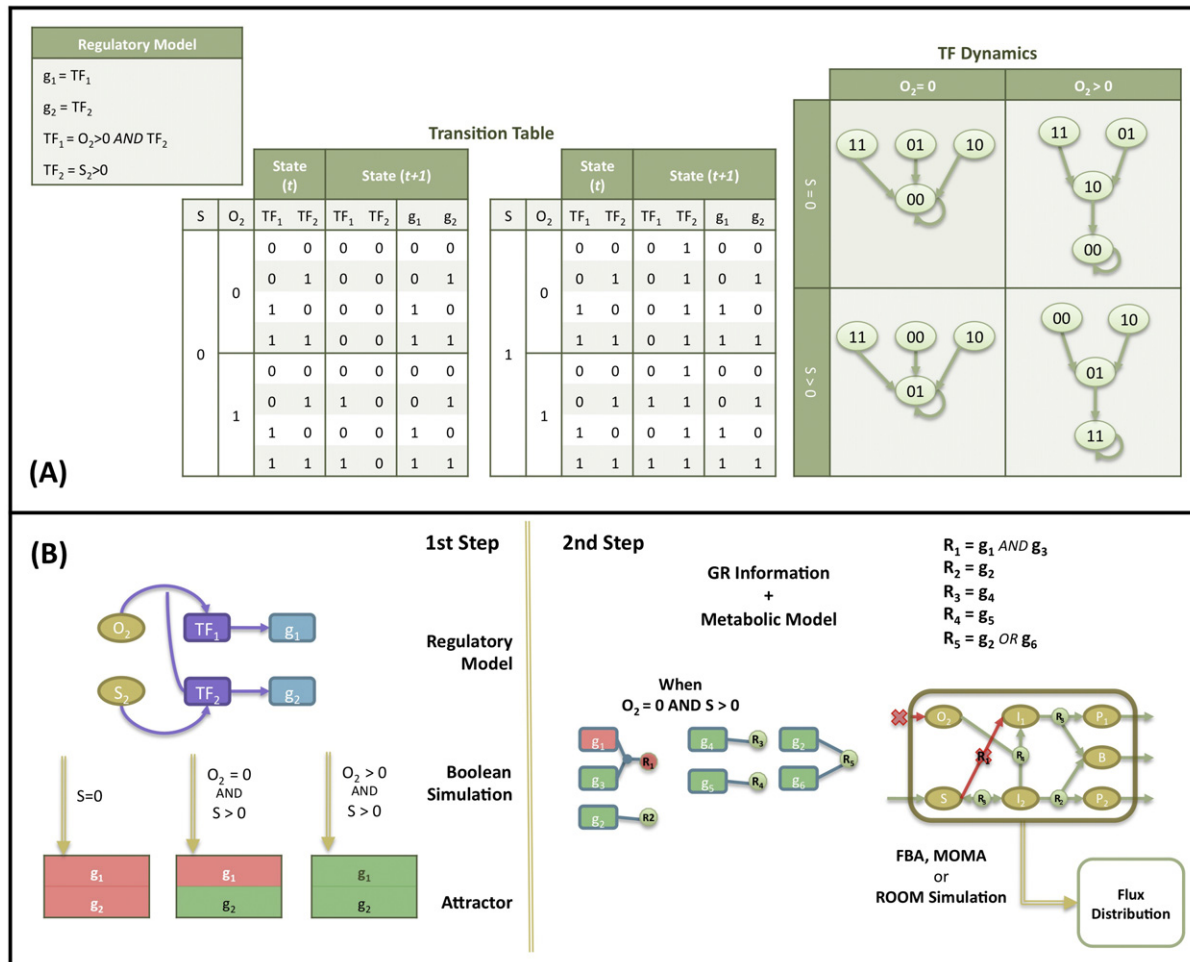 Regulatory Model
g₁ = TF₁
g₂ = TF₂
TF₁ = O₂>0 AND TF₂
TF₂ = S₂>0
Transition Table
State (t) State (t+1)
S O₂ TF₁ TF₂ TF₁ TF₂ g₁ g₂
0 0 0 0 0 0 0 0
0 1 0 0 0 1
1 0 0 0 1 0
1 1 0 0 1 1
1 0 0 0 0 0 0
0 1 1 0 0 1
1 0 0 0 1 0
1 1 1 0 1 1
State (t) State (t+1)
S O₂ TF₁ TF₂ TF₁ TF₂ g₁ g₂
1 0 0 0 0 1 0 0
0 1 0 1 0 1
1 0 0 1 1 0
1 1 0 1 1 1
1 0 0 0 1 0 0
0 1 1 1 0 1
1 0 0 1 1 0
1 1 1 1 1 1
TF Dynamics
O₂= 0 O₂ > 0
S = 0
11 01 10
00
11 01
10
00
S > 0
11 00 10
01
00 10
01
11
(A)
(B)
1st Step
O₂ TF₁ g₁
S₂ TF₂ g₂
Regulatory Model
S=0
O₂ = 0
AND
S > 0
O₂ > 0
AND
S > 0
Boolean Simulation
g₁ g₁ g₁
g₂ g₂ g₂
Attractor
2nd Step
GR Information
+
Metabolic Model
R₁ = g₁ AND g₃
R₂ = g₂
R₃ = g₄
R₄ = g₅
R₅ = g₂ OR g₆
When
O₂ = 0 AND S > 0
g₁ g₃ R₁
g₂ R2
g₄ R₃
g₅ R₄
g₂ g₆ R₅
O₂ I₁ P₁
R₁ B
S I₂ R₂ P₂
FBA, MOMA
or
ROOM Simulation
Flux
Distribution